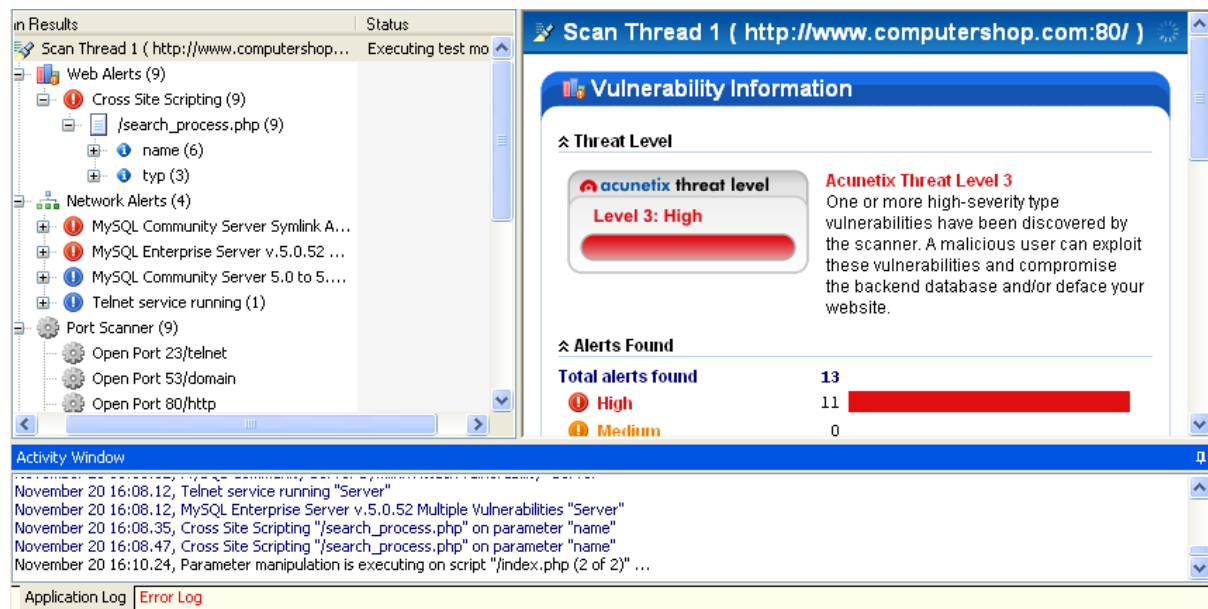 n Results Status
Scan Thread 1 ( http://www.computershop... Executing test mo
Web Alerts (9)
Cross Site Scripting (9)
/search_process.php (9)
name (6)
typ (3)
Network Alerts (4)
MySQL Community Server Symlink A...
MySQL Enterprise Server v.5.0.52 ...
MySQL Community Server 5.0 to 5....
Telnet service running (1)
Port Scanner (9)
Open Port 23/telnet
Open Port 53/domain
Open Port 80/http
Scan Thread 1 ( http://www.computershop.com:80/ )
Vulnerability Information
Threat Level
acunetix threat level
Level 3: High
Acunetix Threat Level 3
One or more high-severity type
vulnerabilities have been discovered by
the scanner. A malicious user can exploit
these vulnerabilities and compromise
the backend database and/or deface your
website.
Alerts Found
Total alerts found 13
High 11
Medium 0
Activity Window
November 20 16:08.12, Telnet service running "Server"
November 20 16:08.12, MySQL Enterprise Server v.5.0.52 Multiple Vulnerabilities "Server"
November 20 16:08.35, Cross Site Scripting "/search_process.php" on parameter "name"
November 20 16:08.47, Cross Site Scripting "/search_process.php" on parameter "name"
November 20 16:10.24, Parameter manipulation is executing on script "/index.php (2 of 2)" ...
Application Log Error Log